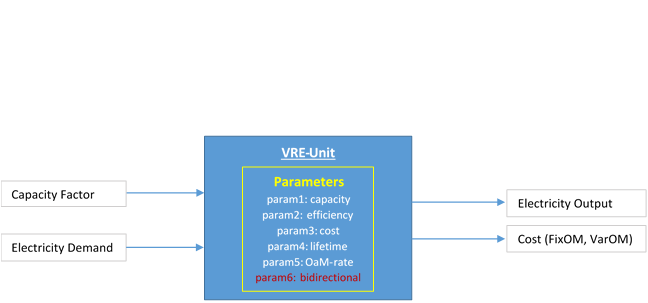 VRE-Unit
Parameters
param1: capacity
param2: efficiency
param3: cost
param4: lifetime
param5: OaM-rate
param6: bidirectional
Capacity Factor
Electricity Demand
Electricity Output
Cost (FixOM, VarOM)